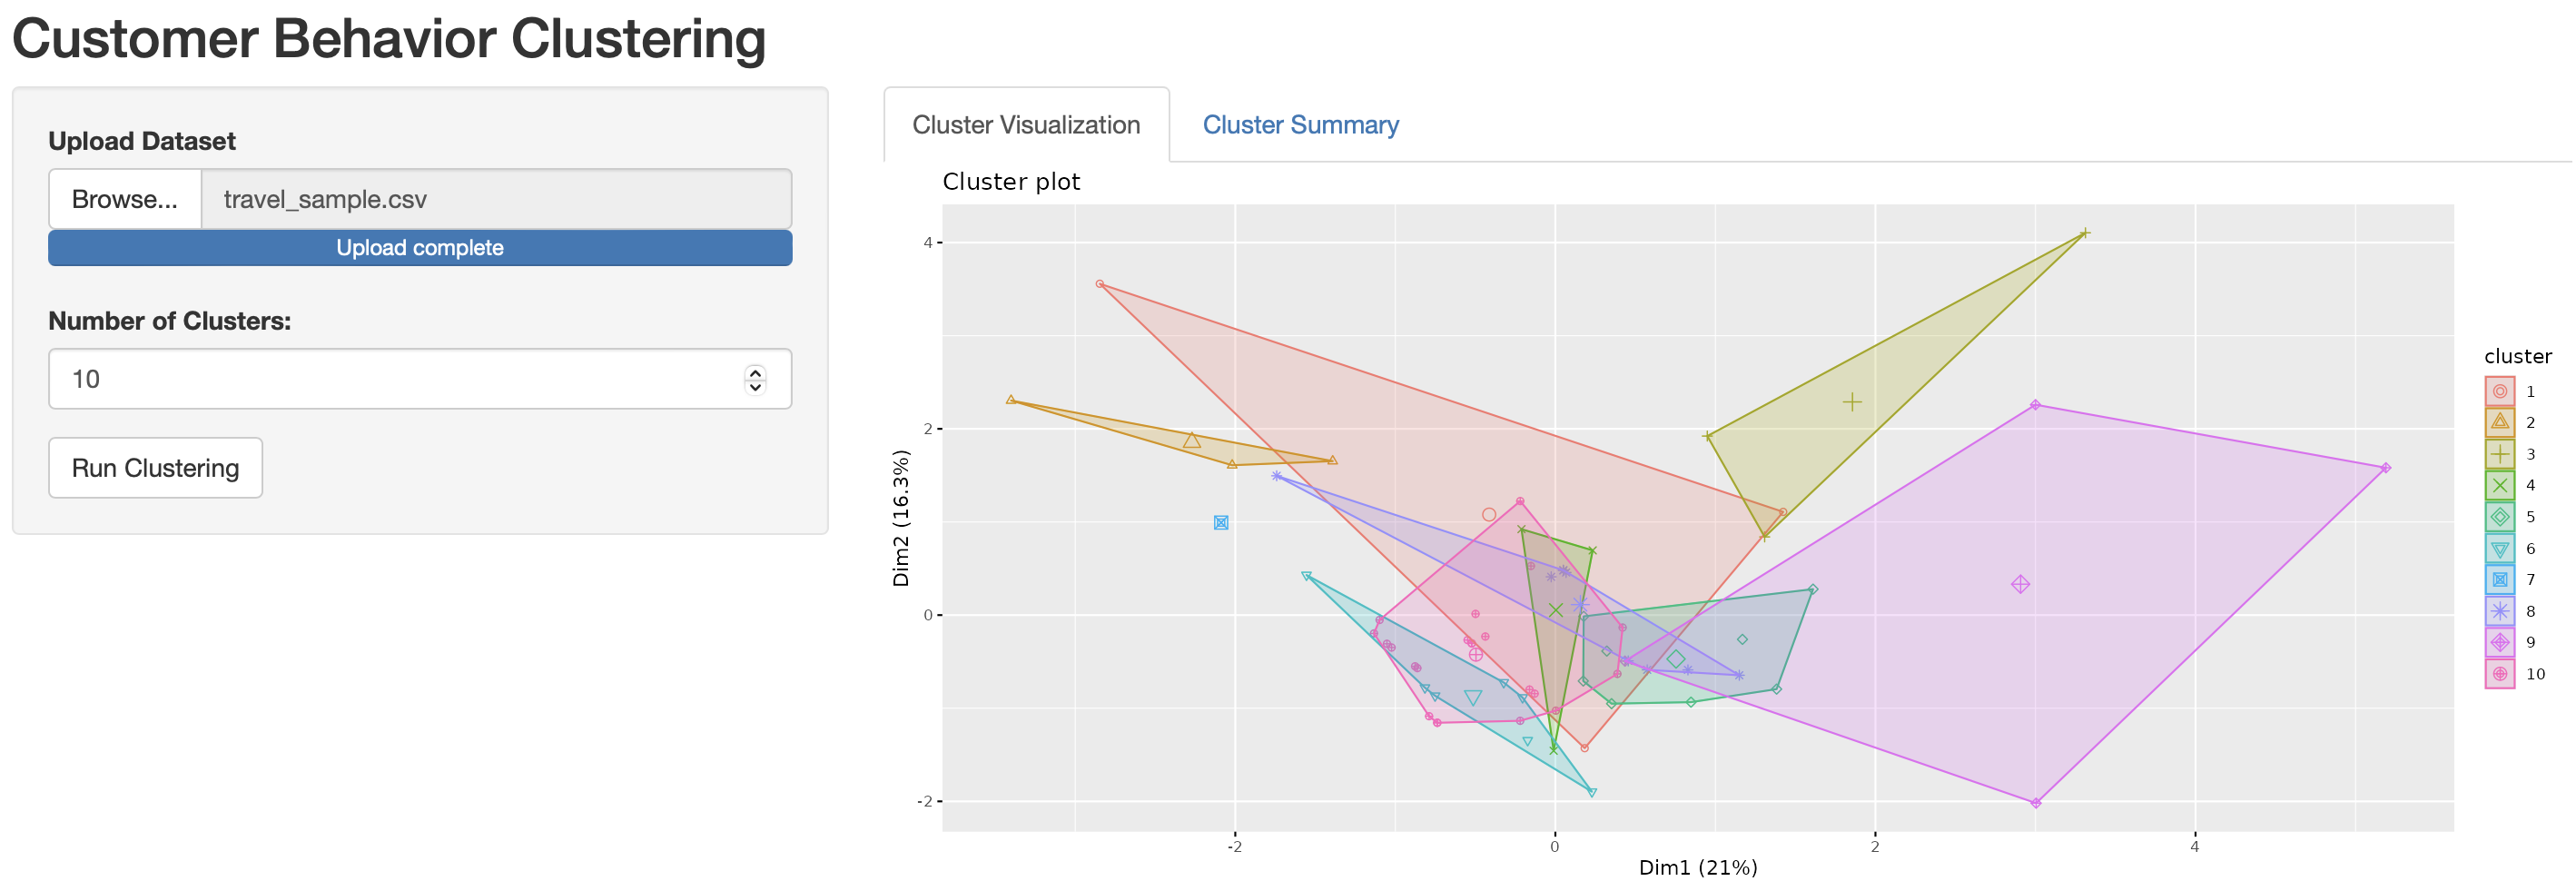 Customer Behavior Clustering
Upload Dataset
Browse...
travel_sample.csv
Upload complete
Number of Clusters:
10
Run Clustering
Cluster Visualization
Cluster Summary
Cluster plot
4
2
0
-2
Dim2 (16.3%)
-2
0
2
4
Dim1 (21%)
cluster
1
2
3
4
5
6
7
8
9
10